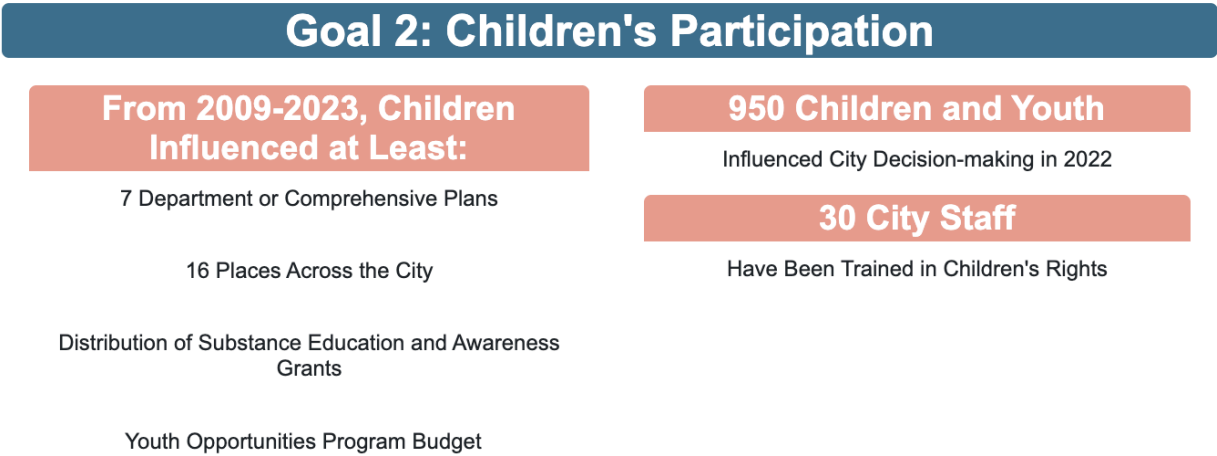 Goal 2: Children's Participation
From 2009-2023, Children
Influenced at Least:
7 Department or Comprehensive Plans
16 Places Across the City
Distribution of Substance Education and Awareness
Grants
Youth Opportunities Program Budget
950 Children and Youth
Influenced City Decision-making in 2022
30 City Staff
Have Been Trained in Children's Rights